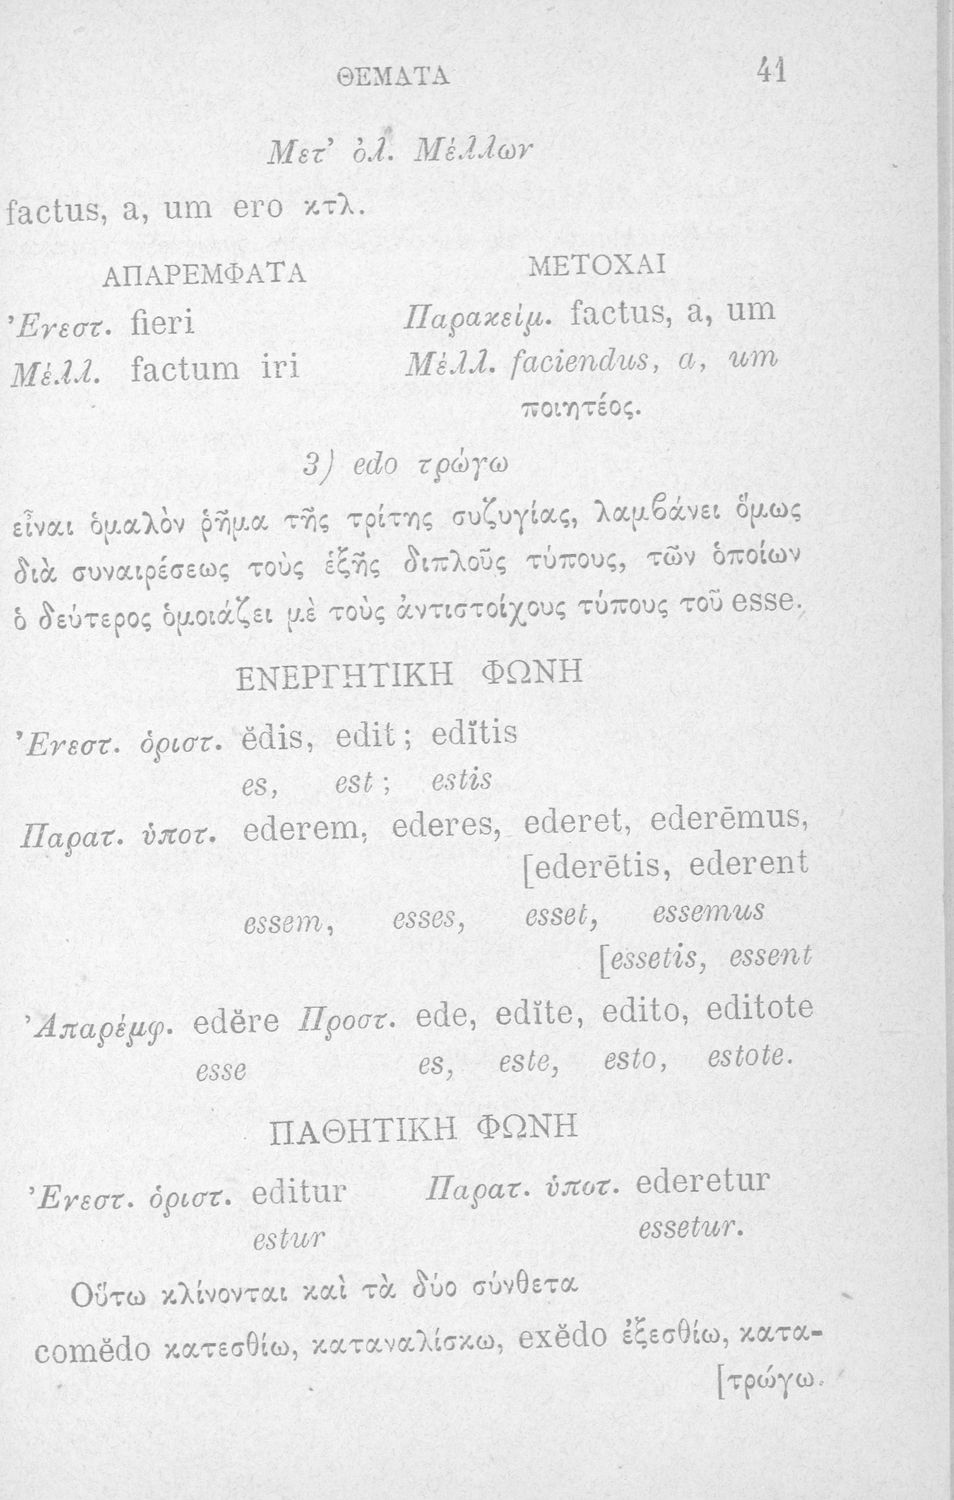 ΘΕΜΑΤΑ 41
Μετ' ὀλ. Μέλλων
factus, a, um ero κτλ.
ΑΠΑΡΕΜΦΑΤΑ ΜΕΤΟΧΑΙ
Ἐνεστ. fieri Παρακείμ. factus, a, um
Μέλλ. factum iri Μέλλ. faciendus, a, um
ποιητέος.
3) edo τρώγω
εἶναι ὁμαλὸν ῥῆμα τῆς τρίτης συζυγίας, λαμβάνει ὅμως
διὰ συναιρέσεως τοὺς ἑξῆς διπλοῦς τύπους, τῶν ὁποίων
ὁ δεύτερος ὁμοιάζει μὲ τοὺς ἀντιστοίχους τύπους τοῦ esse.
ΕΝΕΡΓΗΤΙΚΗ ΦΩΝΗ
Ἐνεστ. ὁριστ. ĕdis, edit; edĭtis
es, est; estis
Παρατ. ὑποτ. ederem, ederes, ederet, ederēmus,
[ederētis, ederent
essem, esses, esset, essemus
[essetis, essent
Ἀπαρέμφ. edĕre Προστ. ede, edĭte, edito, editote
esse es, este, esto, estote.
ΠΑΘΗΤΙΚΗ ΦΩΝΗ
Ἐνεστ. ὁριστ. editur Παρατ. ὑποτ. ederetur
estur essetur.
Οὕτω κλίνονται καὶ τὰ δύο σύνθετα
comĕdo κατεσθίω, καταναλίσκω, exĕdo ἐξεσθίω, κατα-
[τρώγω.